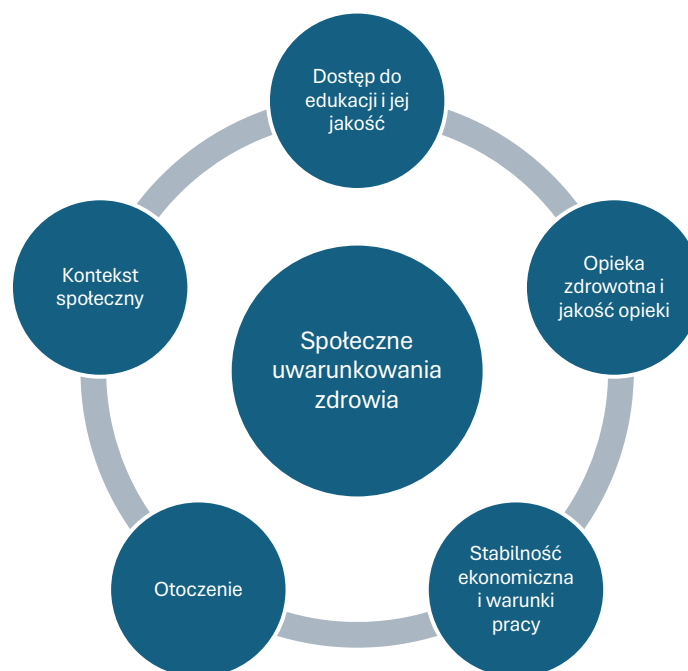 Dostęp do
edukacji i jej
jakość
Opieka
zdrowotna i
jakość opieki
Kontekst
społeczny
Społeczne
uwarunkowania
zdrowia
Stabilność
ekonomiczna
i warunki
pracy
Otoczenie